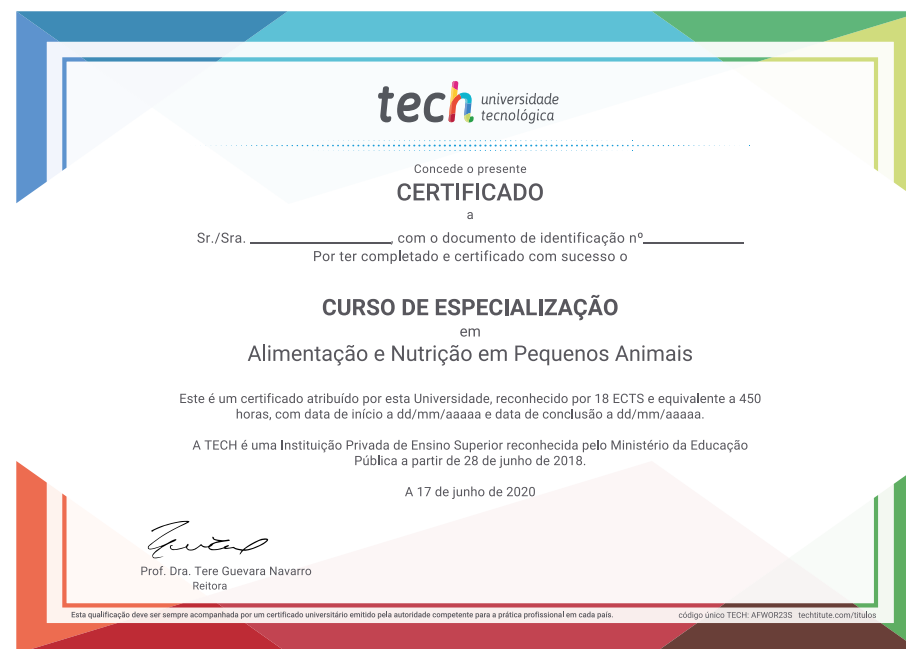 tech universidade
tecnológica
Concede o presente
CERTIFICADO
a
Sr./Sra. ____________________, com o documento de identificação nº______________
Por ter completado e certificado com sucesso o
CURSO DE ESPECIALIZAÇÃO
em
Alimentação e Nutrição em Pequenos Animais
Este é um certificado atribuído por esta Universidade, reconhecido por 18 ECTS e equivalente a 450
horas, com data de início a dd/mm/aaaaa e data de conclusão a dd/mm/aaaaa.
A TECH é uma Instituição Privada de Ensino Superior reconhecida pelo Ministério da Educação
Pública a partir de 28 de junho de 2018.
A 17 de junho de 2020
Prof. Dra. Tere Guevara Navarro
Reitora
Esta qualificação deve ser sempre acompanhada por um certificado universitário emitido pela autoridade competente para a prática profissional em cada país.
código único TECH: AFWOR23S techtitute.com/titulos